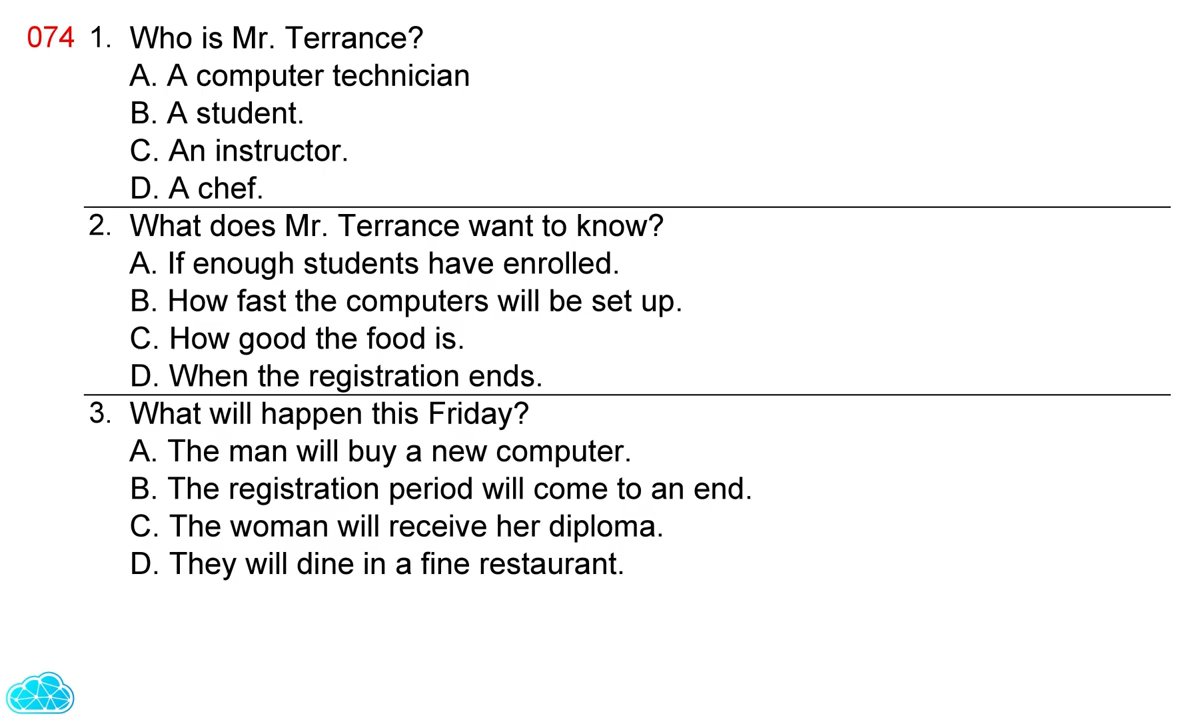 074 1. Who is Mr. Terrance?
A. A computer technician
B. A student.
C. An instructor.
D. A chef.
2. What does Mr. Terrance want to know?
A. If enough students have enrolled.
B. How fast the computers will be set up.
C. How good the food is.
D. When the registration ends.
3. What will happen this Friday?
A. The man will buy a new computer.
B. The registration period will come to an end.
C. The woman will receive her diploma.
D. They will dine in a fine restaurant.